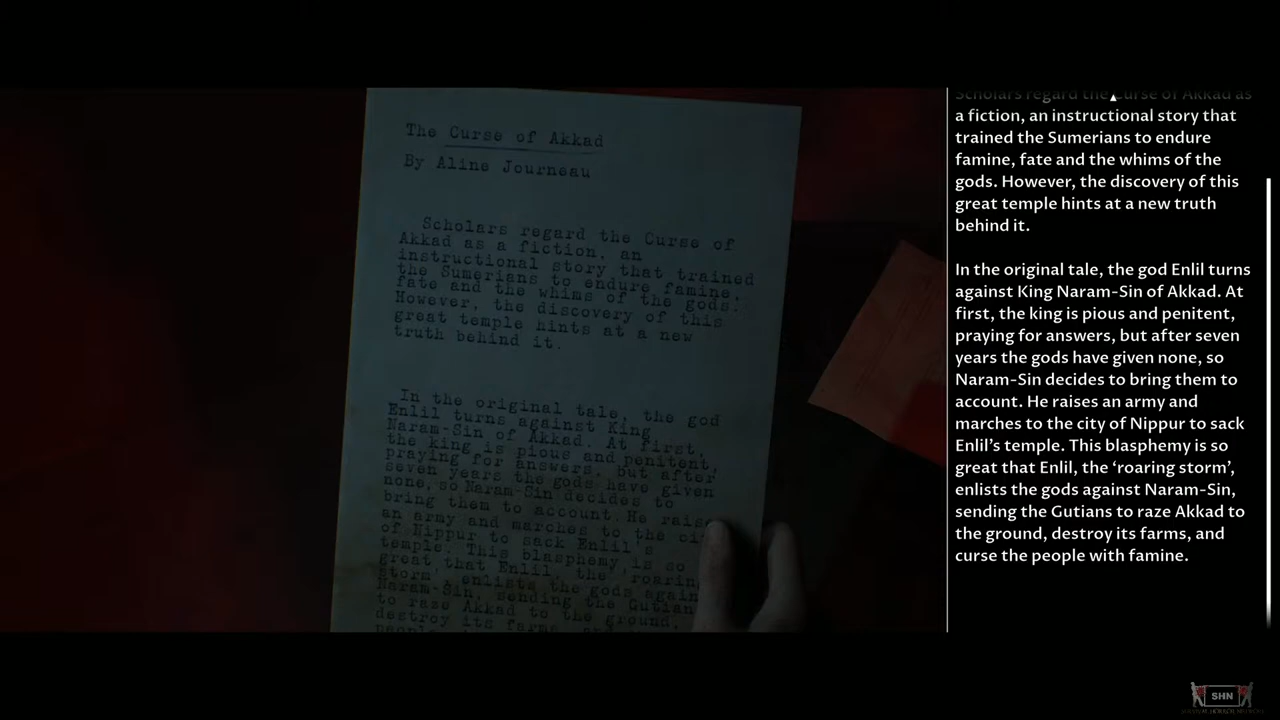 The Curse of Akkad
By Aline Journeau
Scholars regard the Curse of
Akkad as a fiction, an
instructional story that trained
the Sumerians to endure famine,
fate and the whims of the gods.
However, the discovery of this
great temple hints at a new
truth behind it.
In the original tale, the god
Enlil turns against King
Naram-Sin of Akkad. At first,
the king is pious and penitent,
praying for answers, but after
seven years the gods have given
none, so Naram-Sin decides to
bring them to account. He raise
an army and marches to the ci
of Nippur to sack Enlil's
temple. This blasphemy is so
great that Enlil, the 'roaring
storm', enlists the gods again
Naram-Sin, sending the Gutian
to raze Akkad to the ground,
destroy its farms, and
people
Scholars regard the Curse of Akkad as
a fiction, an instructional story that
trained the Sumerians to endure
famine, fate and the whims of the
gods. However, the discovery of this
great temple hints at a new truth
behind it.
In the original tale, the god Enlil turns
against King Naram-Sin of Akkad. At
first, the king is pious and penitent,
praying for answers, but after seven
years the gods have given none, so
Naram-Sin decides to bring them to
account. He raises an army and
marches to the city of Nippur to sack
Enlil's temple. This blasphemy is so
great that Enlil, the 'roaring storm',
enlists the gods against Naram-Sin,
sending the Gutians to raze Akkad to
the ground, destroy its farms, and
curse the people with famine.
SHN